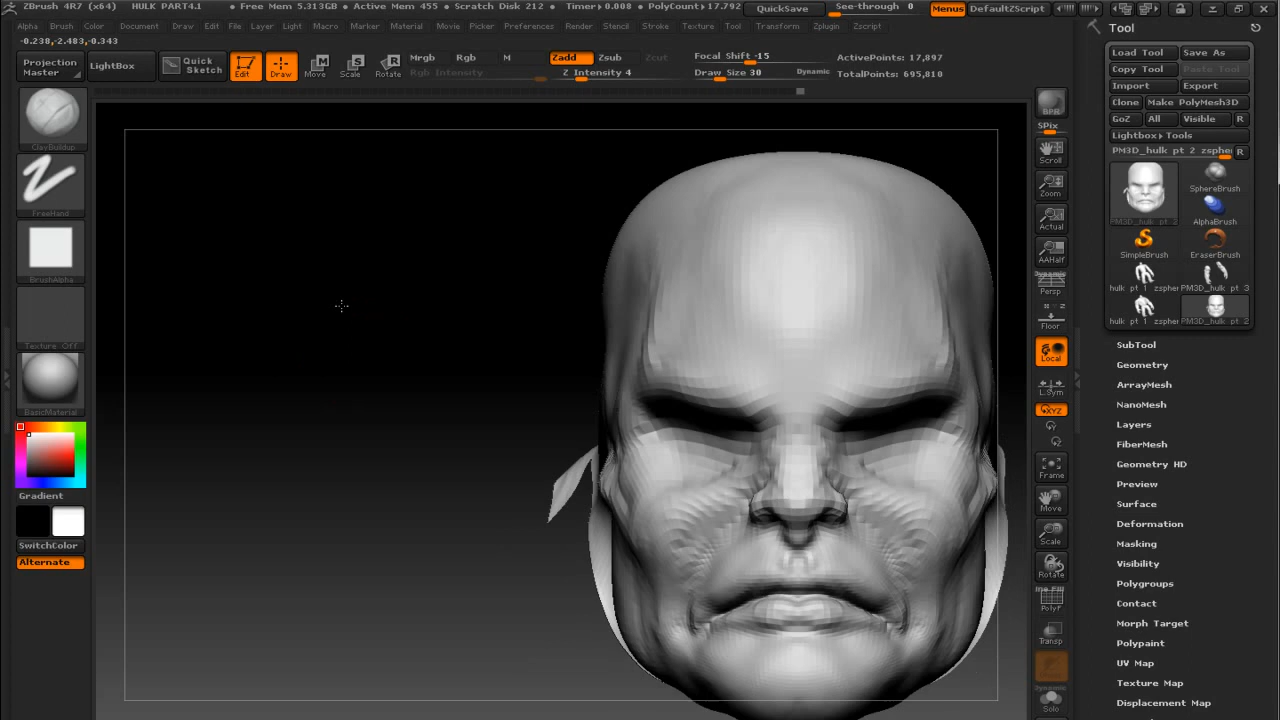 ZBrush 4R7 (x64) HULK PART4.1 • Free Mem 5.313GB • Active Mem 455 • Scratch Disk 212 • Timer▸0.008 • PolyCount▸17.792 QuickSave See-through 0 Menus DefaultZScript
Alpha Brush Color Document Draw Edit File Layer Light Macro Marker Material Movie Picker Preferences Render Stencil Stroke Texture Tool Transform Zplugin Zscript
-0.238,-2.483,-0.343
Projection Master
LightBox
Quick Sketch
Edit
Draw
Move
Scale
Rotate
Mrgb Rgb M
Rgb Intensity
Zadd Zsub Zcut
Z Intensity 4
Focal Shift -15
Draw Size 30 Dynamic
ActivePoints: 17,897
TotalPoints: 695,810
ClayBuildup
FreeHand
BrushAlpha
Texture Off
BasicMaterial
Gradient
SwitchColor
Alternate
BPR
SPix
Scroll
Zoom
Actual
AAHalf
Dynamic
Persp
Floor
Local
L.Sym
XYZ
Frame
Move
Scale
Rotate
PolyF
Transp
Dynamic
Solo
Tool
Load Tool Save As
Copy Tool Paste Tool
Import Export
Clone Make PolyMesh3D
GoZ All Visible R
Lightbox▸Tools
PM3D_hulk pt 2 zsphe R
PM3D_hulk pt 2
SphereBrush
AlphaBrush
SimpleBrush
EraserBrush
hulk pt 1 zsphe
PM3D_hulk pt 3
hulk pt 1 zsphe
PM3D_hulk pt 2
SubTool
Geometry
ArrayMesh
NanoMesh
Layers
FiberMesh
Geometry HD
Preview
Surface
Deformation
Masking
Visibility
Polygroups
Contact
Morph Target
Polypaint
UV Map
Texture Map
Displacement Map